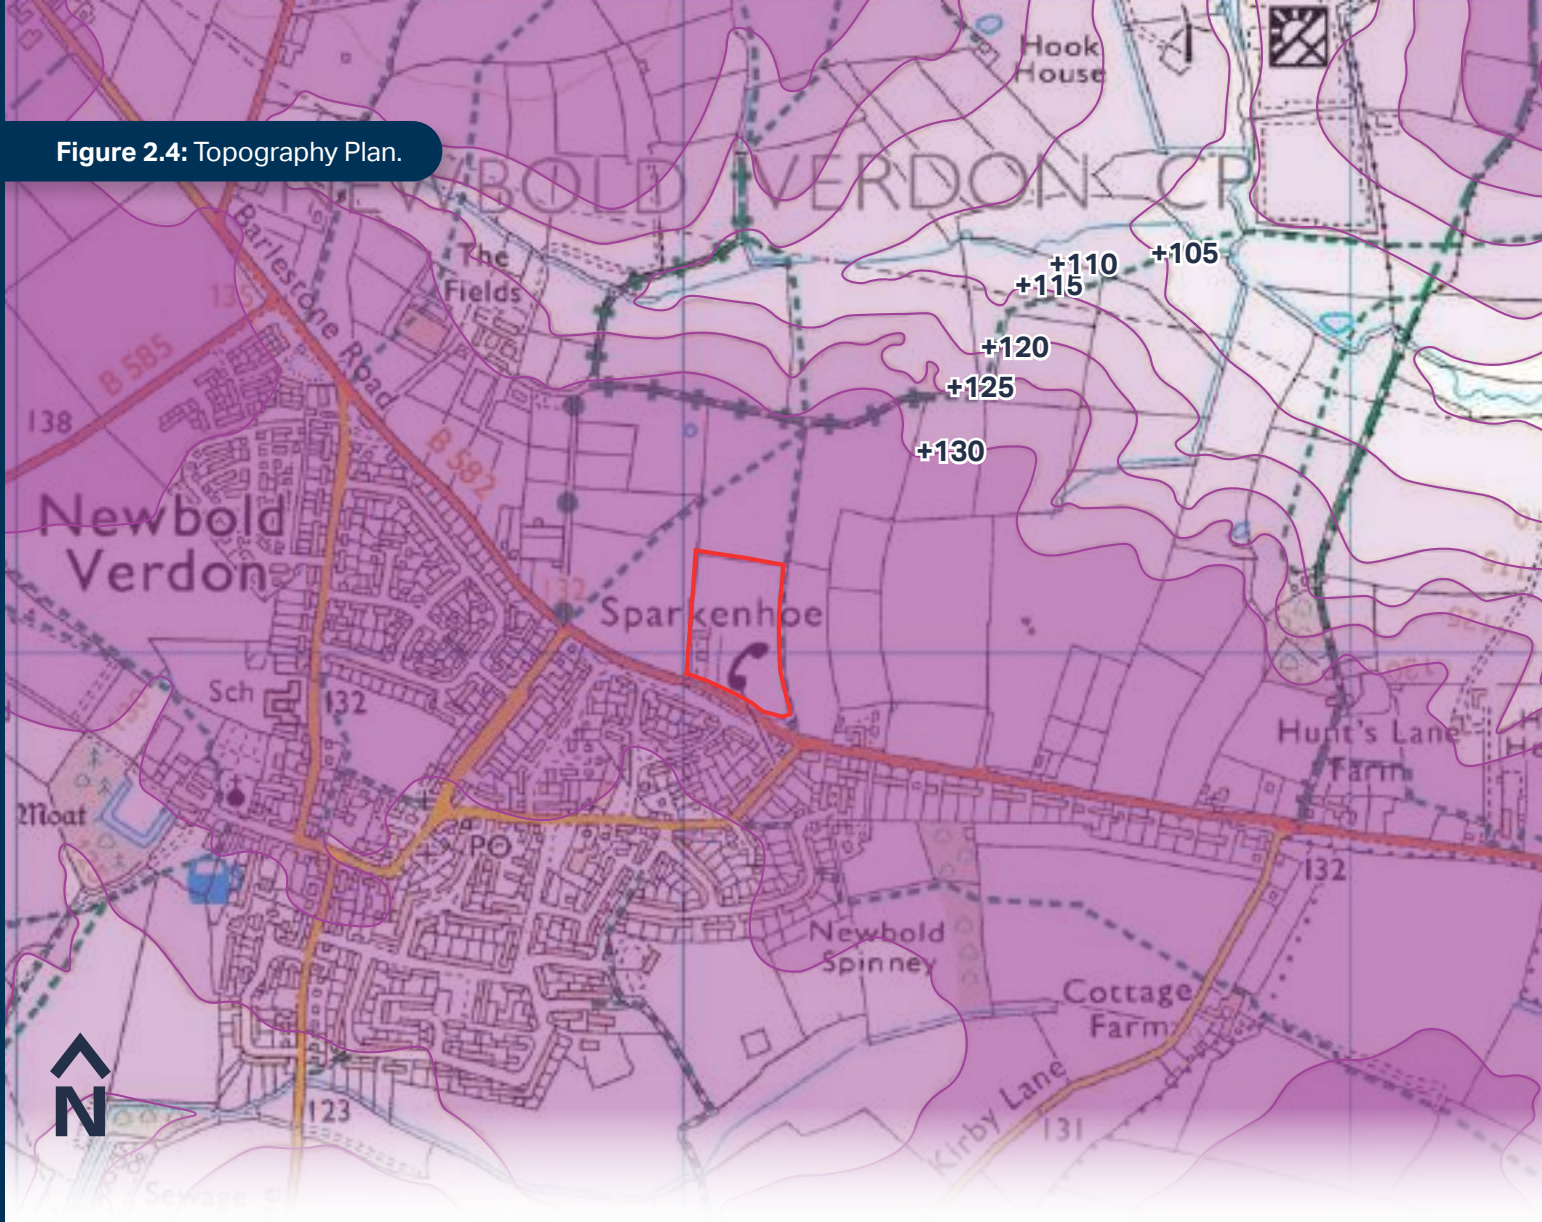 Hook
House
Figure 2.4: Topography Plan.
NEWBOLD VERDON CP
Barlestone Road
The
Fields
+105
+110
+115
135
B 585
+120
+125
138
B 582
+130
Newbold
Verdon
132
Sparkenhoe
Sch
132
Hunt's Lane
Farm
Moat
PO
132
Newbold
Spinney
Cottage
Farm
Kirby Lane
N
123
131
Sewage